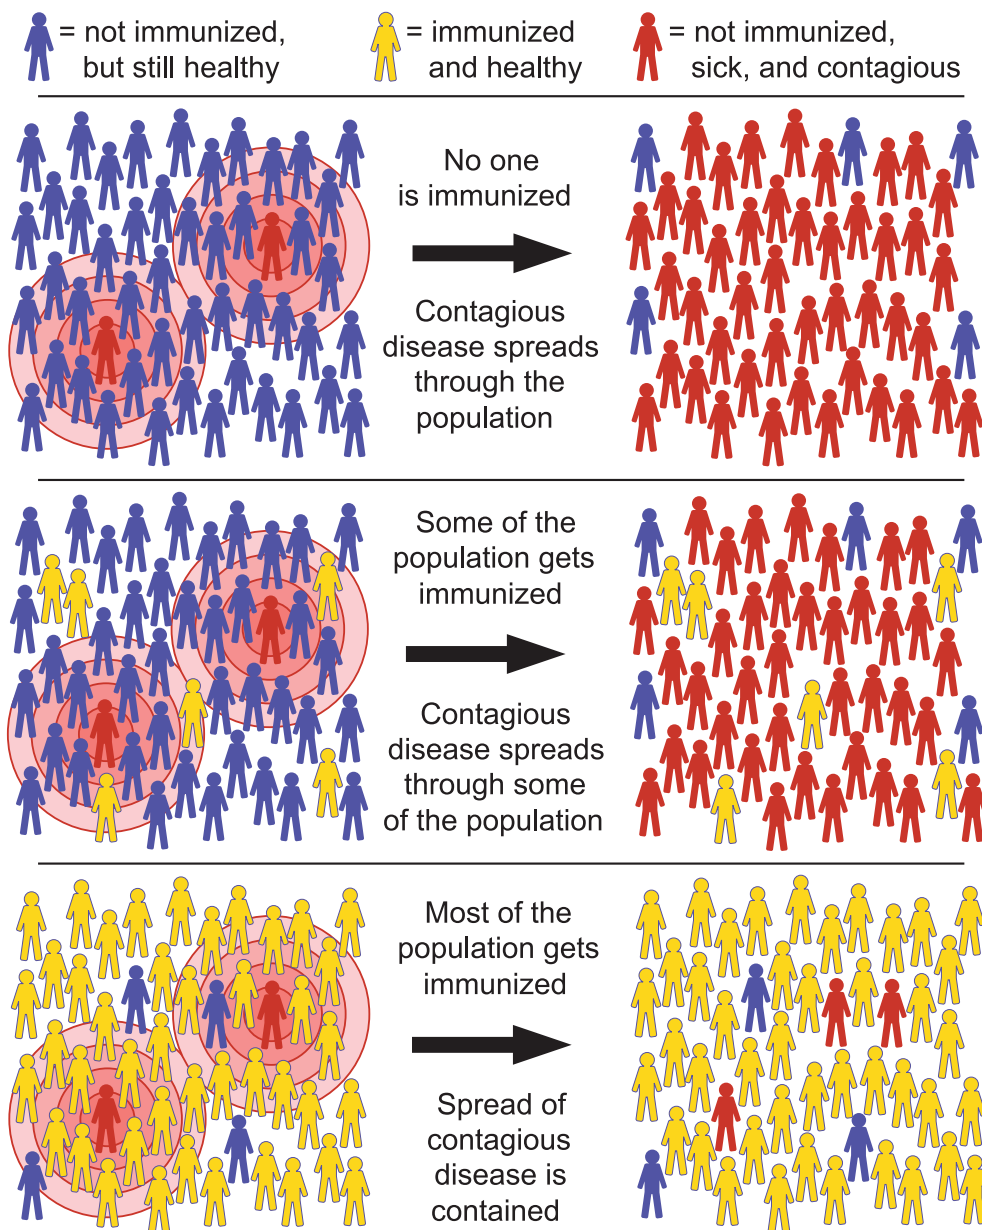 = not immunized,
but still healthy
= immunized
and healthy
= not immunized,
sick, and contagious
No one
is immunized
Contagious
disease spreads
through the
population
Some of the
population gets
immunized
Contagious
disease spreads
through some
of the population
Most of the
population gets
immunized
Spread of
contagious
disease is
contained